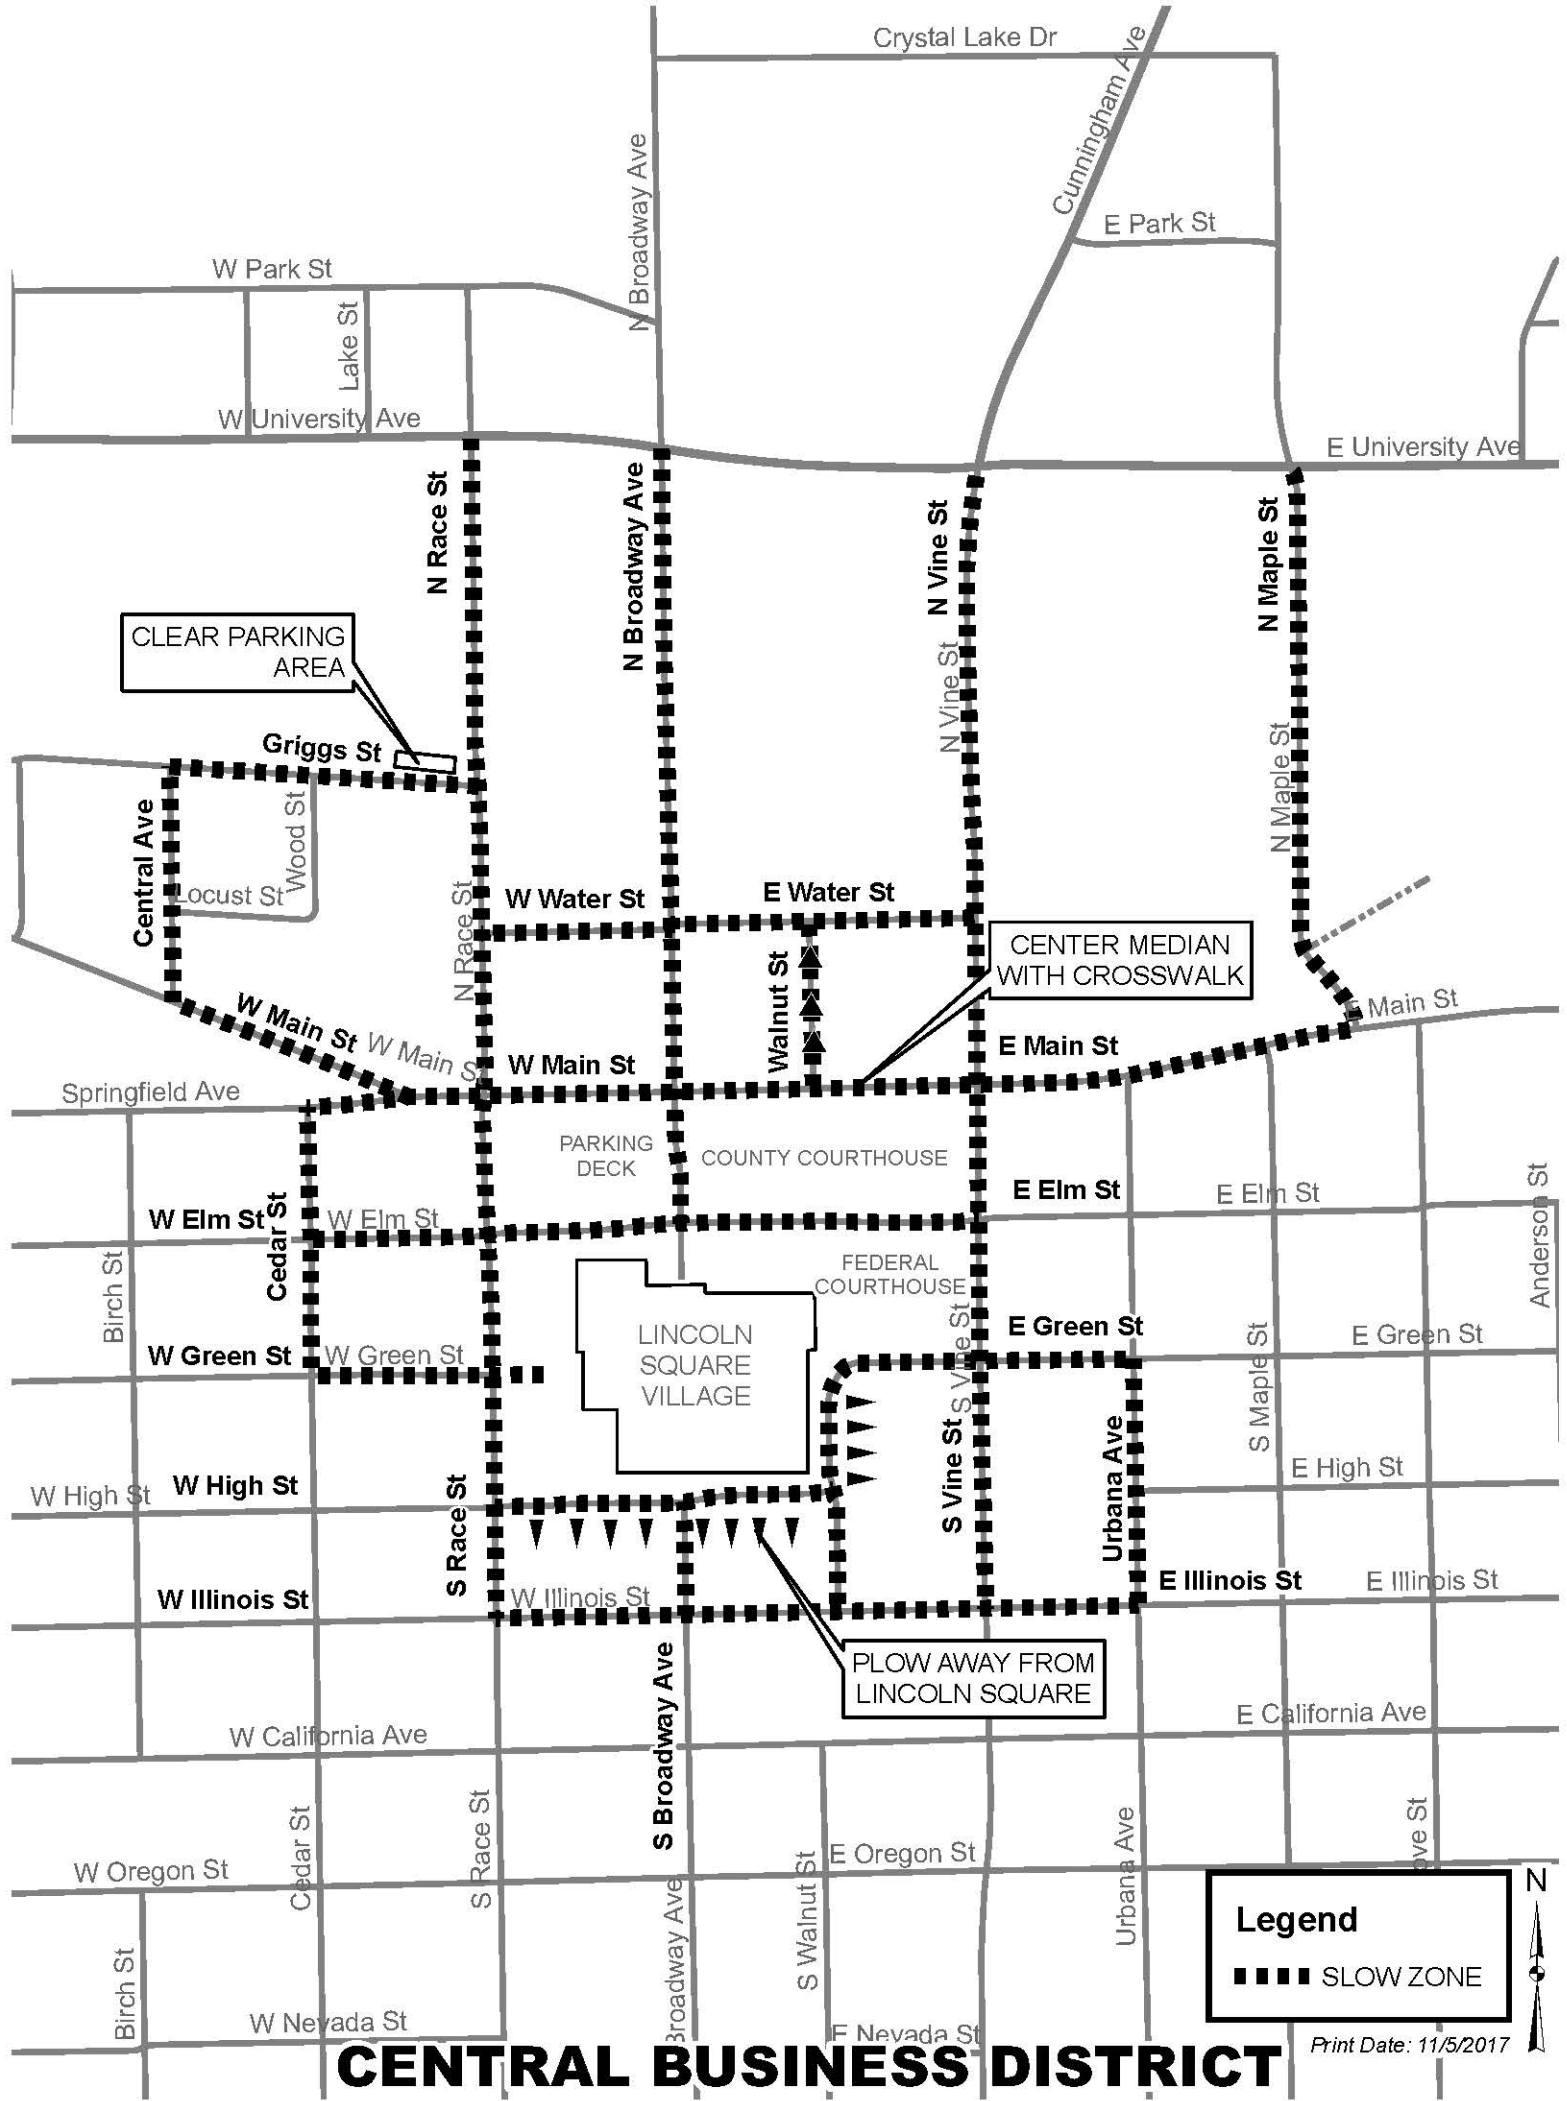 Crystal Lake Dr
Cunningham Ave
N Broadway Ave
E Park St
W Park St
Lake St
W University Ave
E University Ave
N Race St
N Broadway Ave
N Vine St
N Maple St
CLEAR PARKING
AREA
N Vine St
N Maple St
Griggs St
Central Ave
Wood St
Locust St
N Race St
W Water St
E Water St
Walnut St
CENTER MEDIAN
WITH CROSSWALK
W Main St
W Main St
W Main St
E Main St
E Main St
Springfield Ave
PARKING
DECK
COUNTY COURTHOUSE
W Elm St
Cedar St
W Elm St
E Elm St
E Elm St
Anderson St
Birch St
FEDERAL
COURTHOUSE
LINCOLN
SQUARE
VILLAGE
W Green St
W Green St
S Vine St
E Green St
E Green St
S Maple St
W High St
W High St
S Race St
S Vine St
Urbana Ave
E High St
W Illinois St
W Illinois St
E Illinois St
E Illinois St
PLOW AWAY FROM
LINCOLN SQUARE
S Broadway Ave
W California Ave
E California Ave
Cedar St
S Race St
W Oregon St
E Oregon St
Broadway Ave
S Walnut St
Urbana Ave
Birch St
W Nevada St
E Nevada St
N
Legend
SLOW ZONE
Print Date: 11/5/2017
CENTRAL BUSINESS DISTRICT